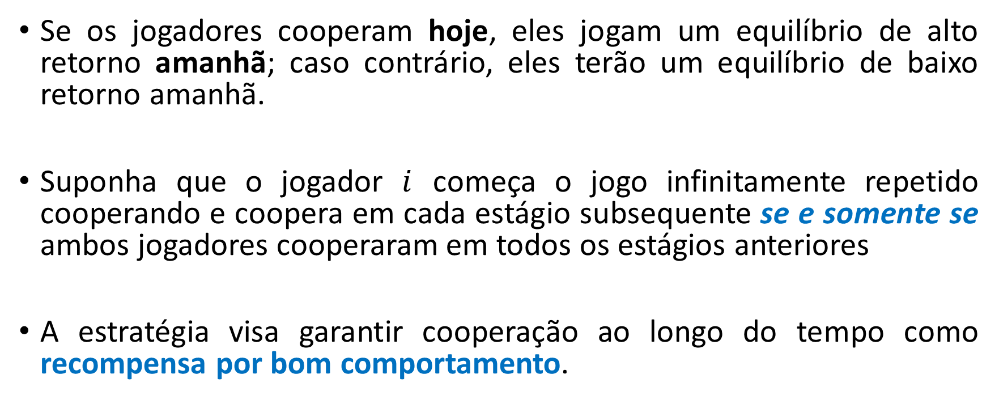 • Se os jogadores cooperam hoje, eles jogam um equilíbrio de alto
retorno amanhã; caso contrário, eles terão um equilíbrio de baixo
retorno amanhã.
• Suponha que o jogador i começa o jogo infinitamente repetido
cooperando e coopera em cada estágio subsequente se e somente se
ambos jogadores cooperaram em todos os estágios anteriores
• A estratégia visa garantir cooperação ao longo do tempo como
recompensa por bom comportamento.